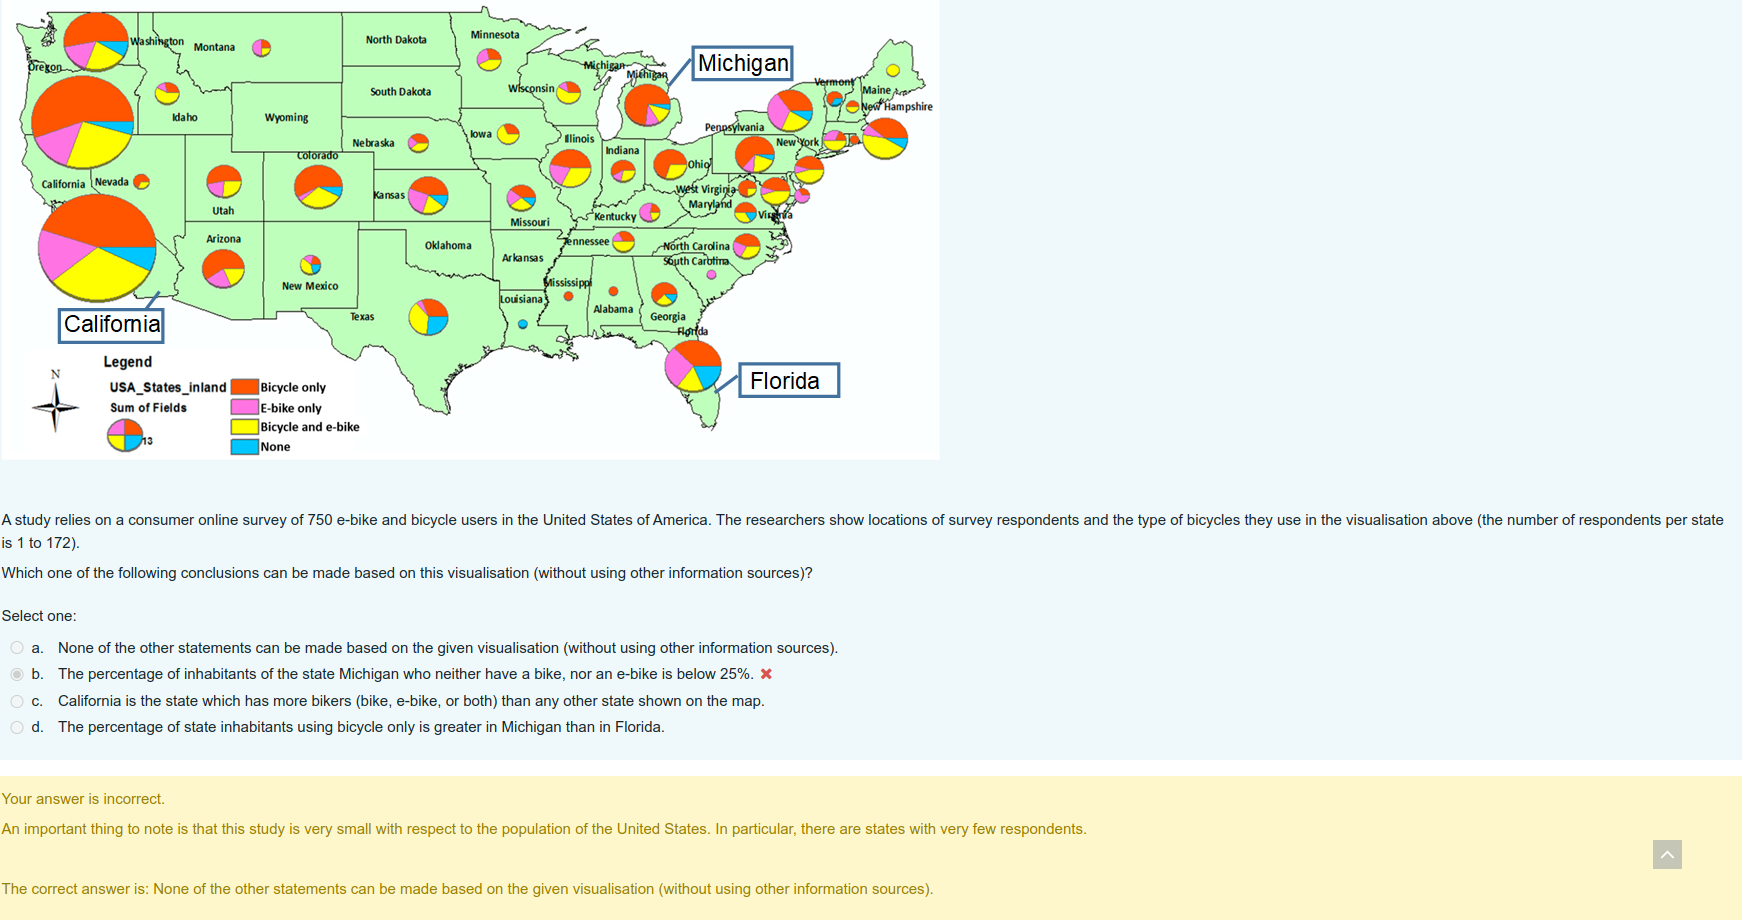 Washington
Montana
North Dakota
Minnesota
Oregon
Michigan
Michigan
Michigan
South Dakota
Wisconsin
Vermont
Maine
New Hampshire
Idaho
Wyoming
Nebraska
Iowa
Illinois
Indiana
Pennsylvania
New York
Colorado
Ohio
California
Nevada
Utah
Kansas
Missouri
West Virginia
Maryland
Virginia
Kentucky
Arizona
Oklahoma
Tennessee
North Carolina
South Carolina
Arkansas
New Mexico
Mississippi
Louisiana
Alabama
Georgia
Texas
Florida
California
Florida
Legend
N
USA_States_inland
Bicycle only
Sum of Fields
E-bike only
Bicycle and e-bike
13
None
A study relies on a consumer online survey of 750 e-bike and bicycle users in the United States of America. The researchers show locations of survey respondents and the type of bicycles they use in the visualisation above (the number of respondents per state
is 1 to 172).
Which one of the following conclusions can be made based on this visualisation (without using other information sources)?
Select one:
a. None of the other statements can be made based on the given visualisation (without using other information sources).
b. The percentage of inhabitants of the state Michigan who neither have a bike, nor an e-bike is below 25%.
c. California is the state which has more bikers (bike, e-bike, or both) than any other state shown on the map.
d. The percentage of state inhabitants using bicycle only is greater in Michigan than in Florida.
Your answer is incorrect.
An important thing to note is that this study is very small with respect to the population of the United States. In particular, there are states with very few respondents.
The correct answer is: None of the other statements can be made based on the given visualisation (without using other information sources).